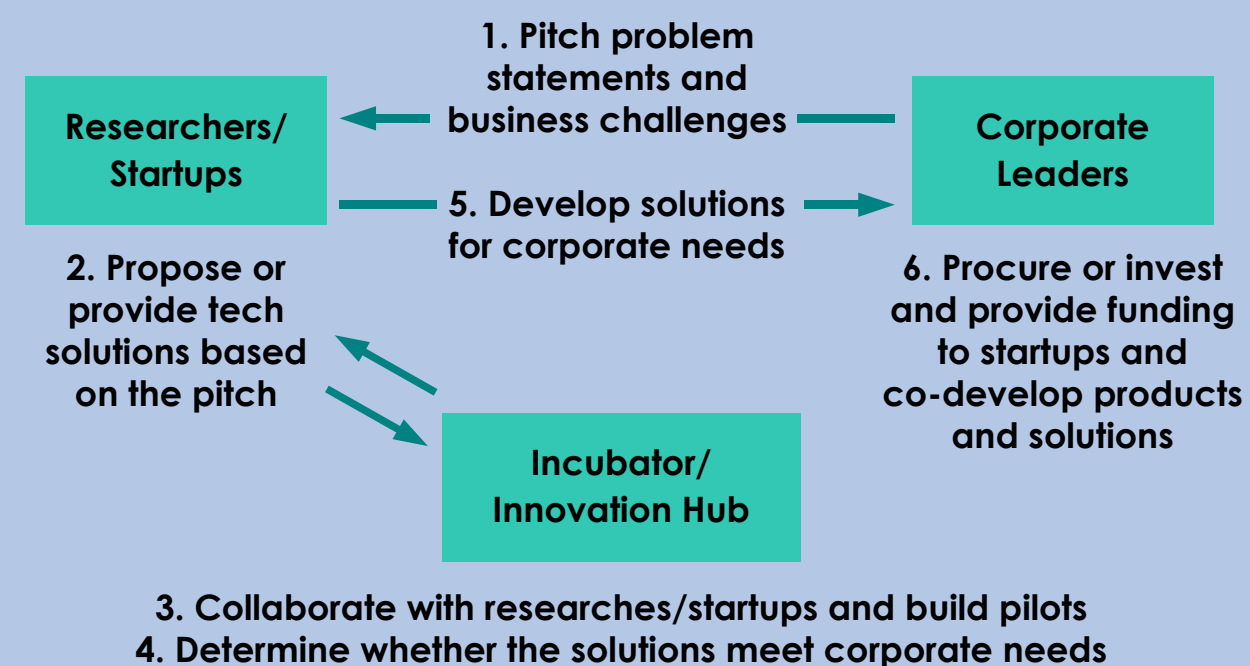 1. Pitch problem
statements and
business challenges
Researchers/
Startups
Corporate
Leaders
5. Develop solutions
for corporate needs
2. Propose or
provide tech
solutions based
on the pitch
6. Procure or invest
and provide funding
to startups and
co-develop products
and solutions
Incubator/
Innovation Hub
3. Collaborate with researches/startups and build pilots
4. Determine whether the solutions meet corporate needs